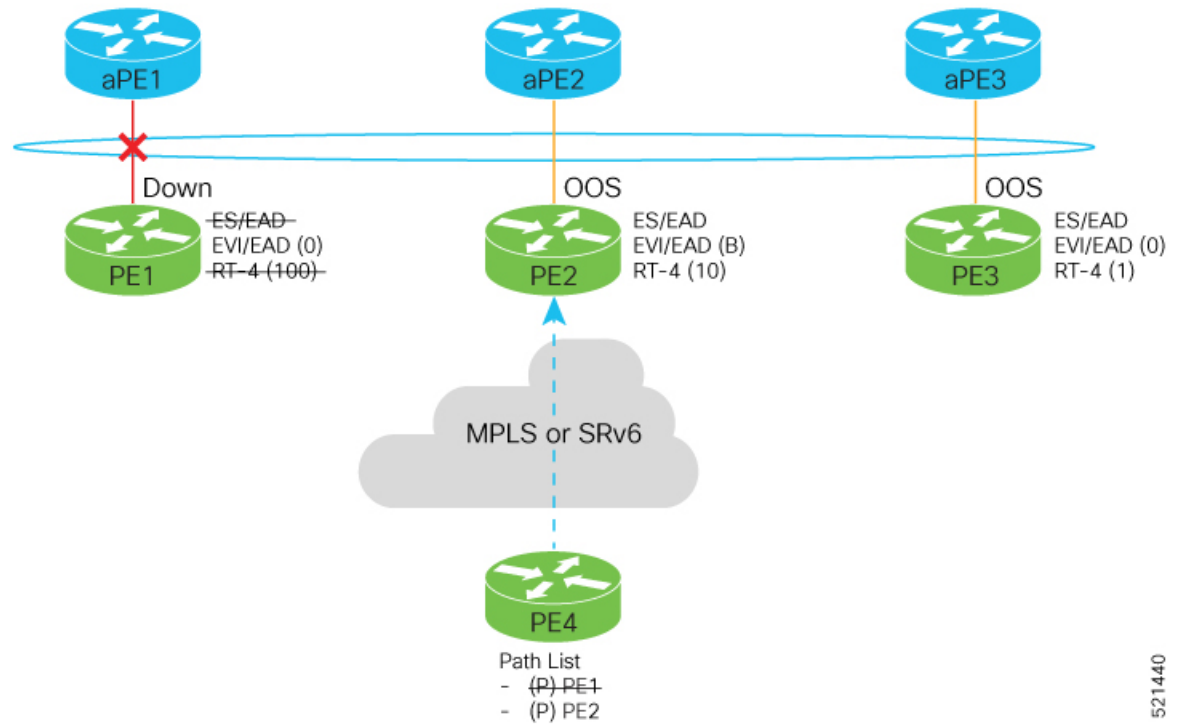 aPE1
aPE2
aPE3
Down
OOS
OOS
PE1
ES/EAD
EVI/EAD (0)
RT-4 (100)
PE2
ES/EAD
EVI/EAD (B)
RT-4 (10)
PE3
ES/EAD
EVI/EAD (0)
RT-4 (1)
MPLS or SRv6
PE4
Path List
- (P) PE1
- (P) PE2
521440